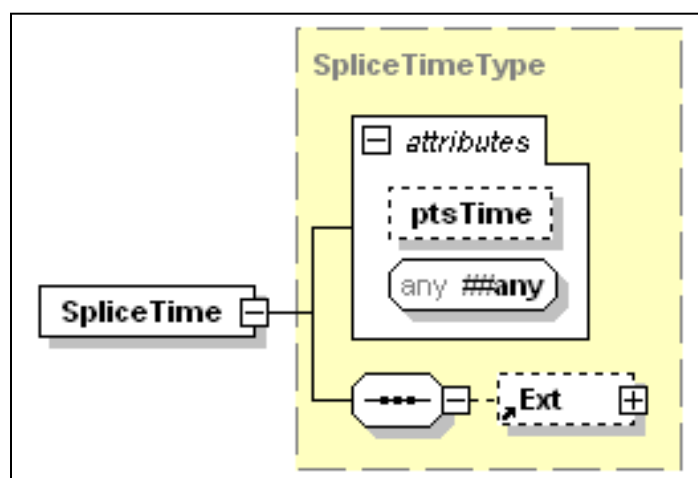 SpliceTimeType
attributes
ptsTime
any ##any
SpliceTime
Ext